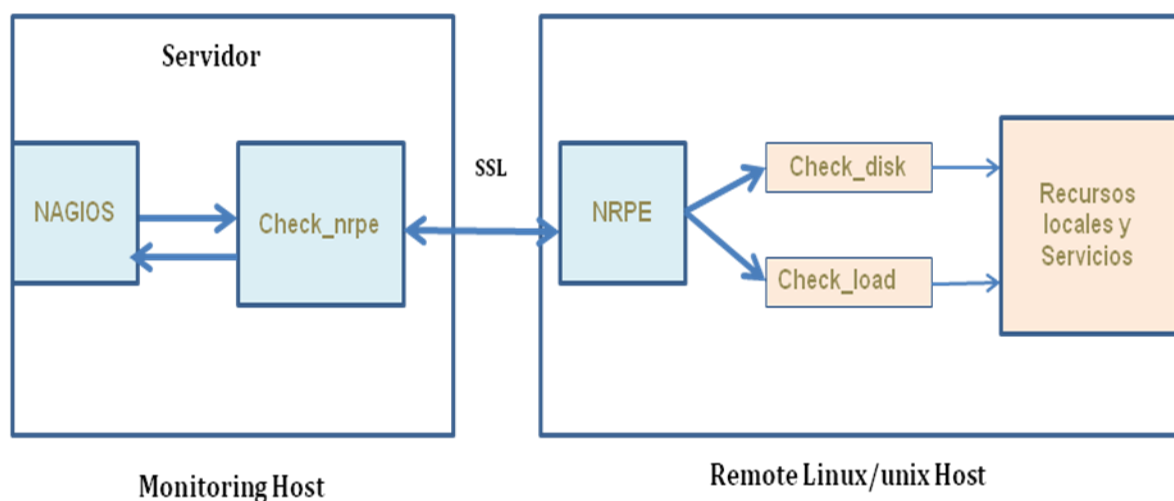 Servidor
NAGIOS
Check_nrpe
SSL
NRPE
Check_disk
Check_load
Recursos
locales y
Servicios
Monitoring Host
Remote Linux/unix Host